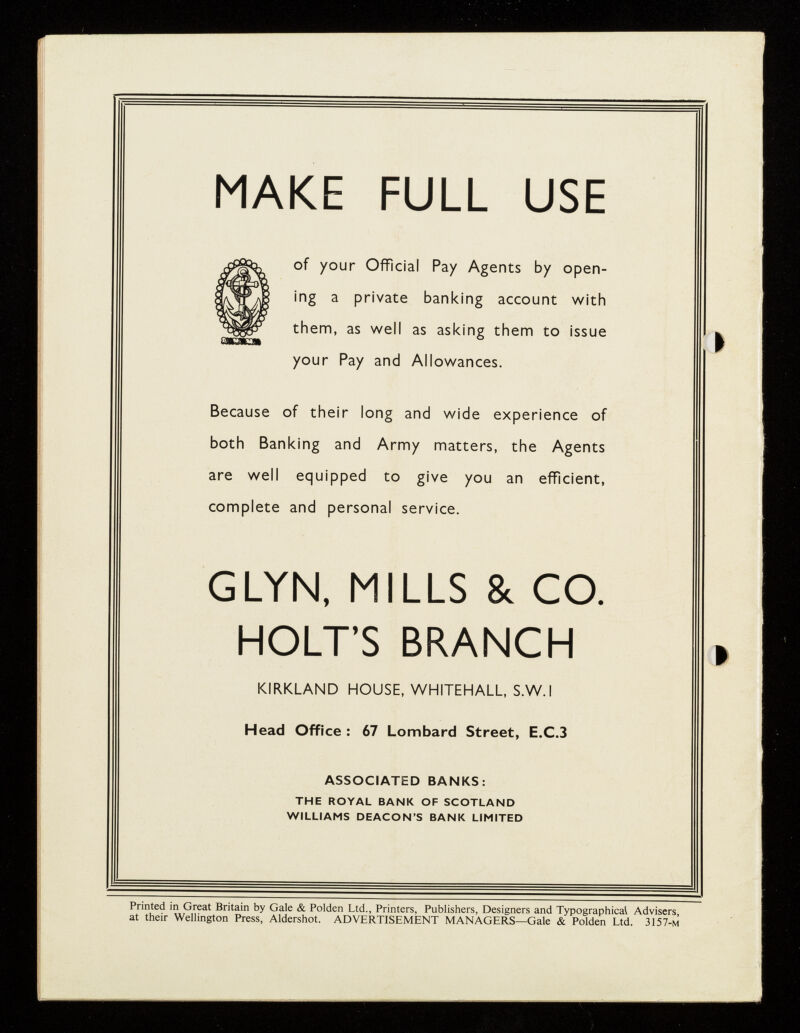 MAKE FULL USE
of your Official Pay Agents by open-
ing a private banking account with
them, as well as asking them to issue
your Pay and Allowances.
Because of their long and wide experience of
both Banking and Army matters, the Agents
are well equipped to give you an efficient,
complete and personal service.
GLYN, MILLS & CO.
HOLT'S BRANCH
KIRKLAND HOUSE, WHITEHALL, S.W.1
Head Office : 67 Lombard Street, E.C.3
ASSOCIATED BANKS:
THE ROYAL BANK OF SCOTLAND
WILLIAMS DEACON'S BANK LIMITED
Printed in Great Britain by Gale & Polden Ltd., Printers, Publishers, Designers and Typographical Advisers,
at their Wellington Press, Aldershot. ADVERTISEMENT MANAGERS—Gale & Polden Ltd. 3157-M